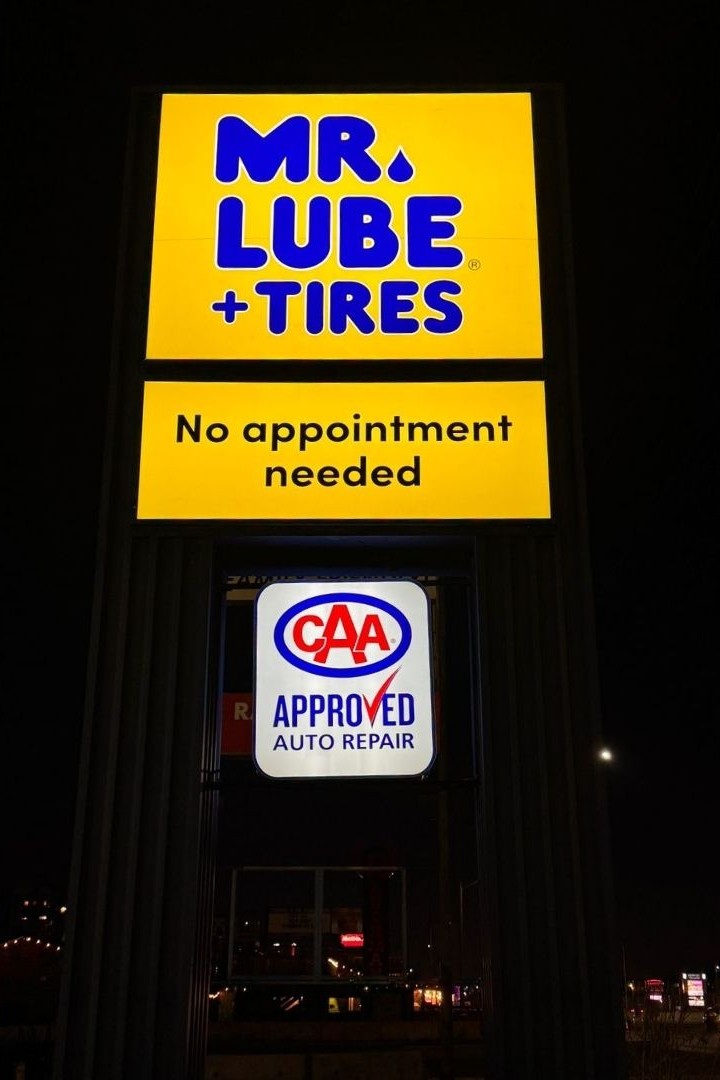 MR.
LUBE
®
+TIRES
No appointment
needed
CAA
APPROVED
AUTO REPAIR